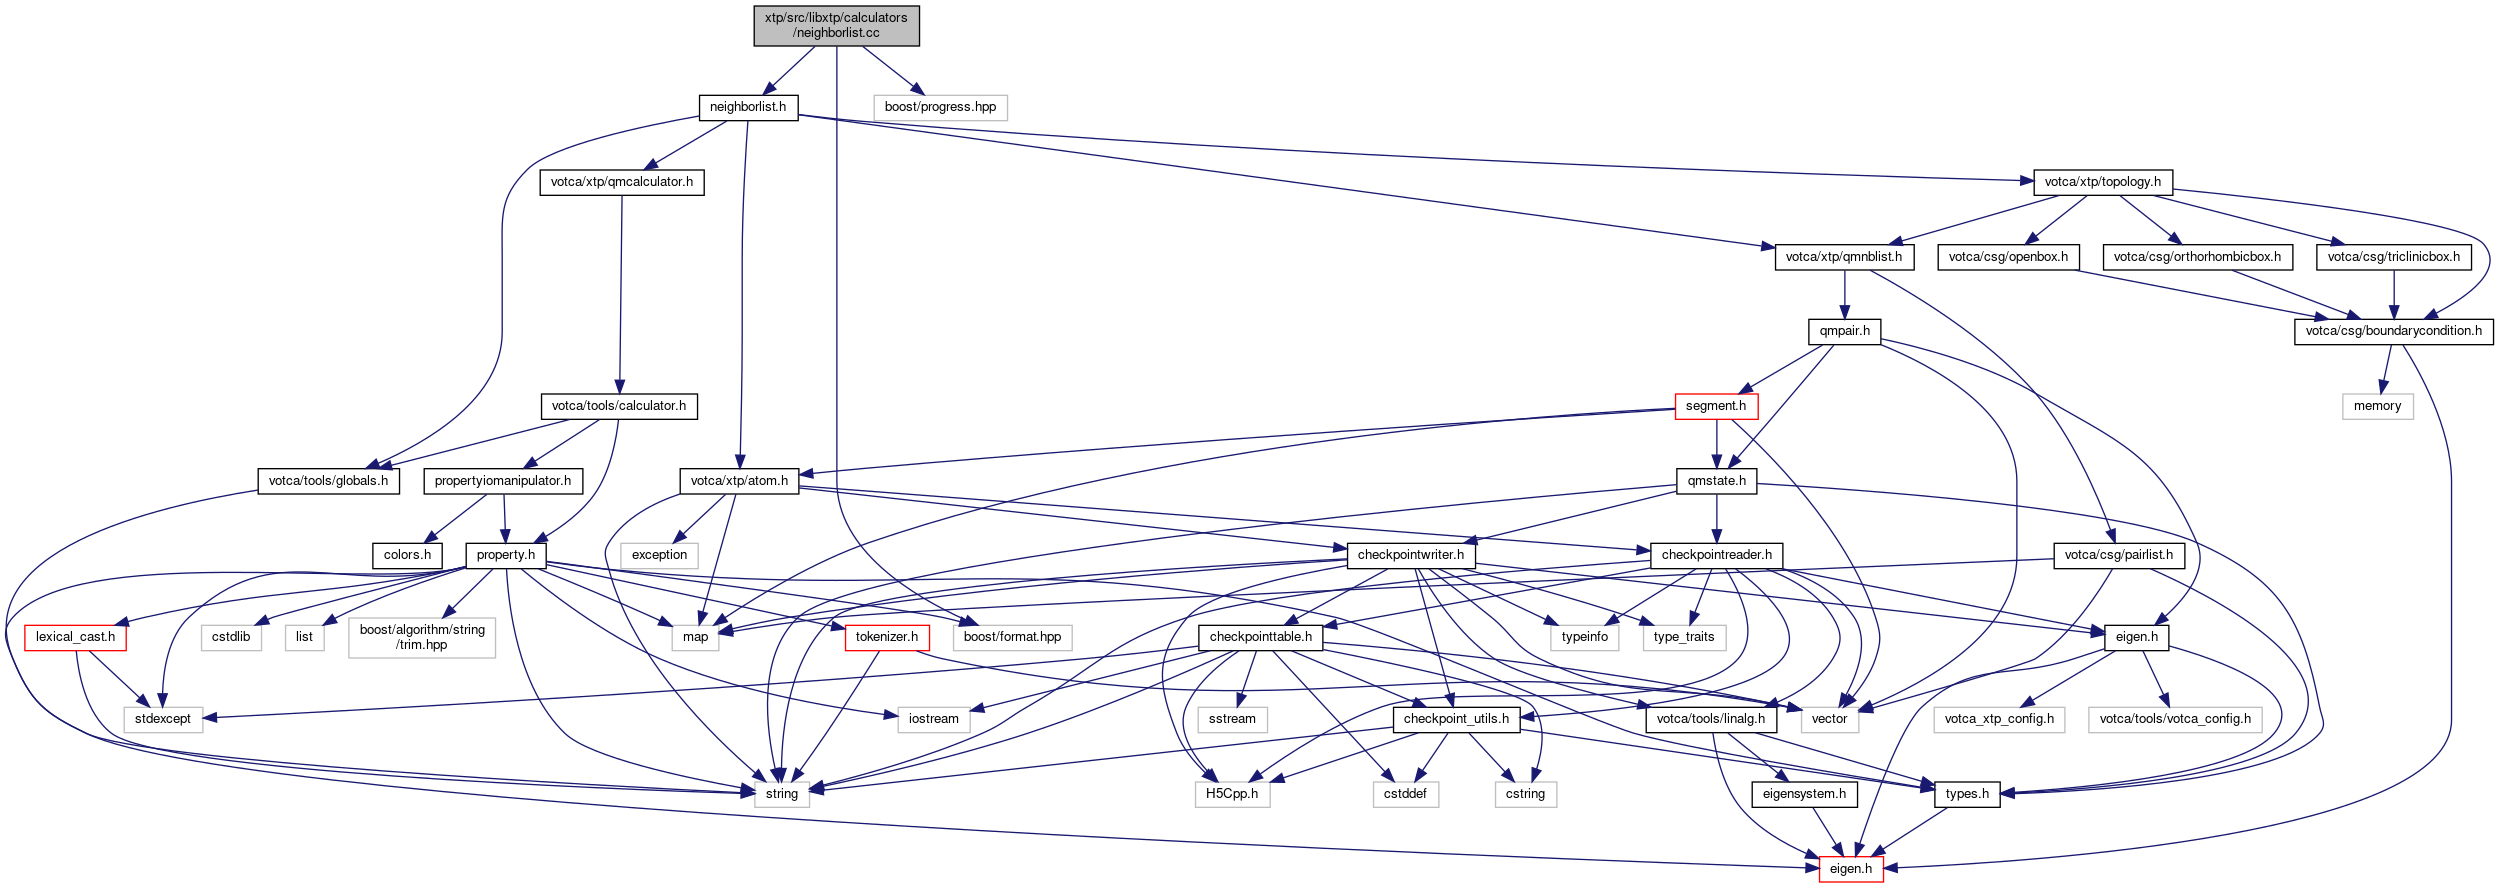 xtp/src/libxtp/calculators
/neighborlist.cc
neighborlist.h
boost/progress.hpp
votca/xtp/qmcalculator.h
votca/xtp/topology.h
votca/xtp/qmnblist.h
votca/csg/openbox.h
votca/csg/orthorhombicbox.h
votca/csg/triclinicbox.h
qmpair.h
votca/csg/boundarycondition.h
votca/tools/calculator.h
segment.h
memory
votca/tools/globals.h
propertyiomanipulator.h
votca/xtp/atom.h
qmstate.h
colors.h
property.h
exception
checkpointwriter.h
checkpointreader.h
votca/csg/pairlist.h
lexical_cast.h
cstdlib
list
boost/algorithm/string
/trim.hpp
map
tokenizer.h
boost/format.hpp
checkpointtable.h
typeinfo
type_traits
eigen.h
stdexcept
iostream
sstream
checkpoint_utils.h
votca/tools/linalg.h
vector
votca_xtp_config.h
votca/tools/votca_config.h
string
H5Cpp.h
cstddef
cstring
eigensystem.h
types.h
eigen.h